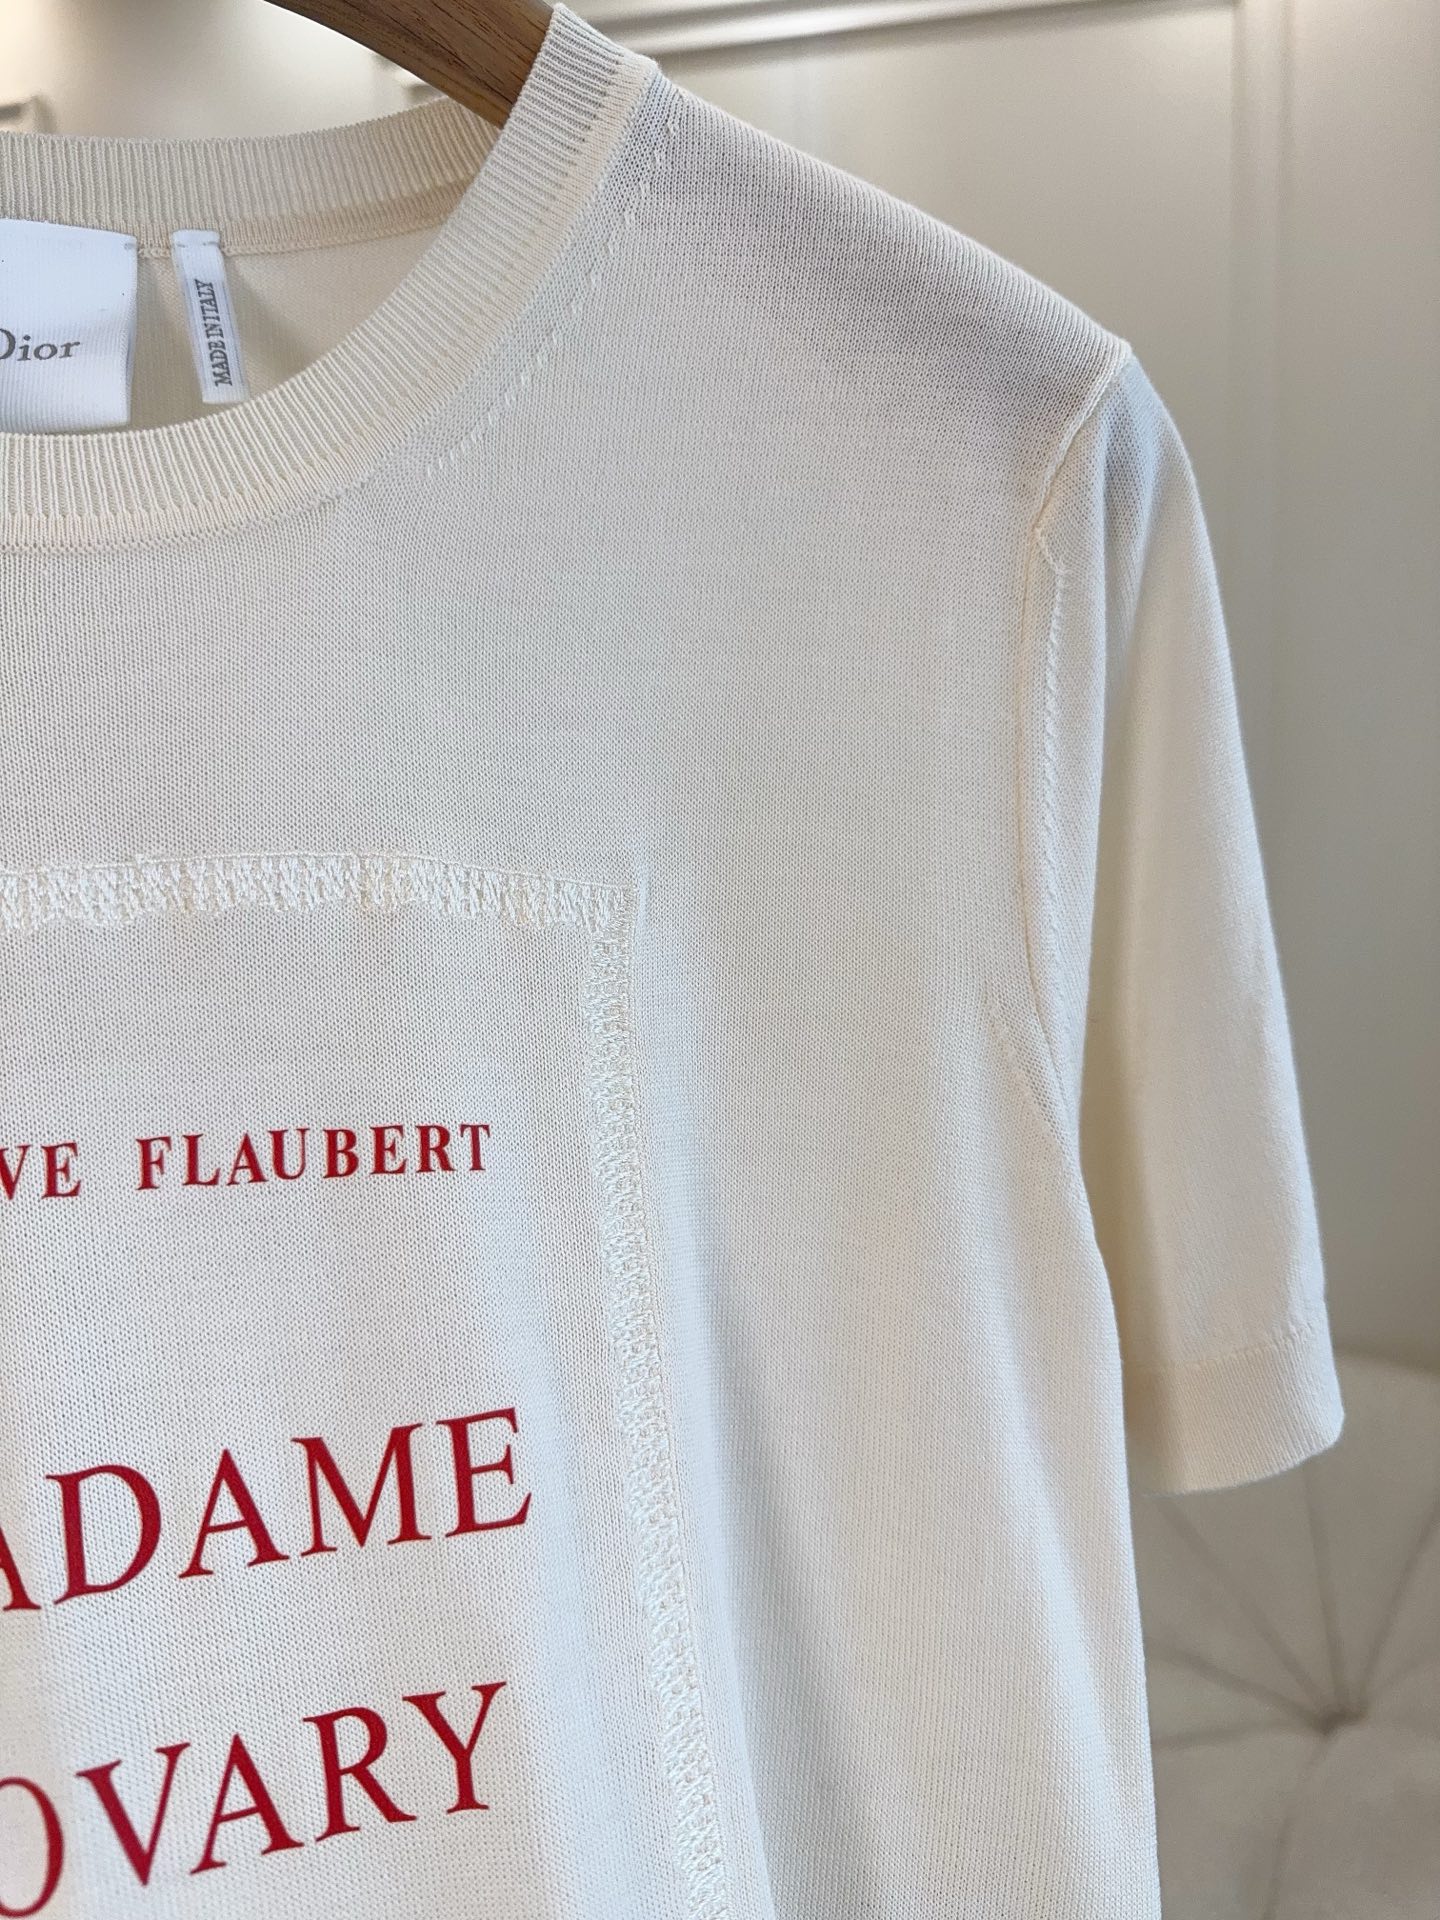 Dior
MADE IN ITALY
VE FLAUBERT
ADAME
OVARY